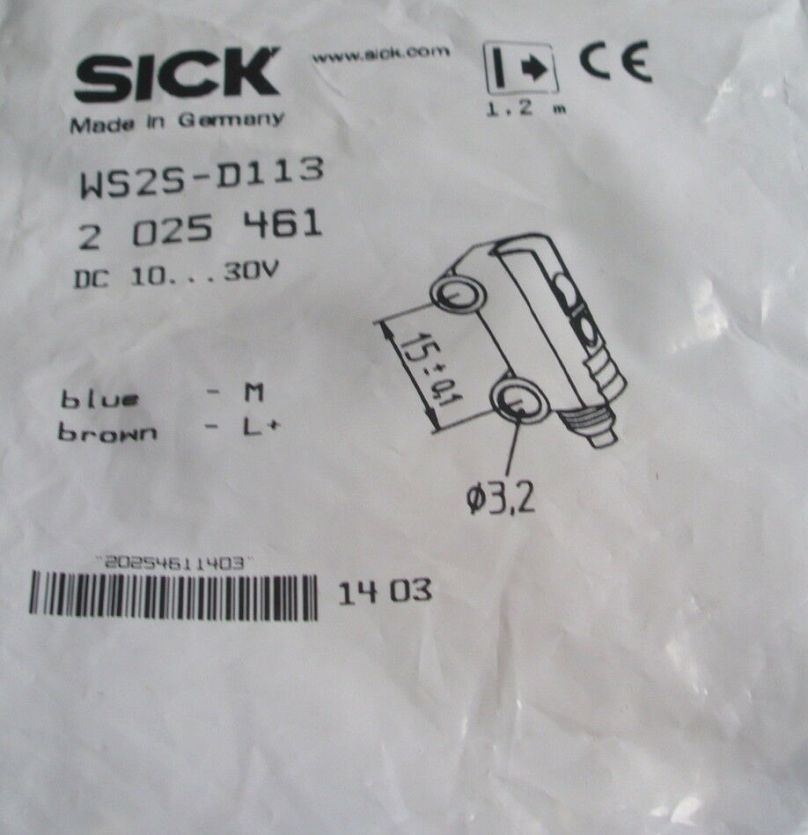 SICK
www.sick.com
Made in Germany
1.2 m
CE
WS2S-D113
2 025 461
DC 10...30V
15±0,1
Ø3,2
blue - M
brown - L+
"20254611403"
14 03